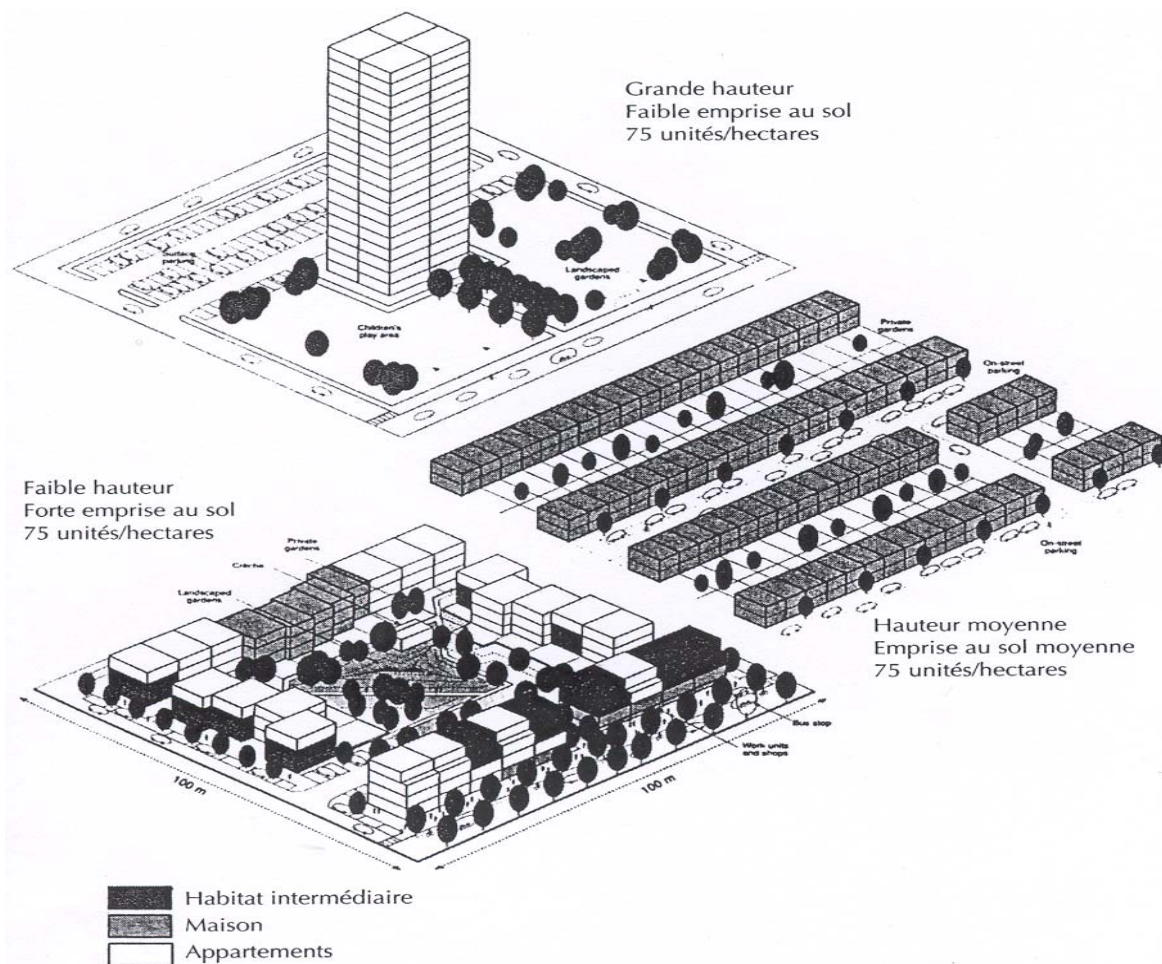 Grande hauteur
Faible emprise au sol
75 unités/hectares
Surface
parking
Landscaped
gardens
Children's
play area
Private
gardens
On-street
parking
Faible hauteur
Forte emprise au sol
75 unités/hectares
Private
gardens
Crèche
Landscaped
gardens
On-street
parking
Hauteur moyenne
Emprise au sol moyenne
75 unités/hectares
Bus stop
Work units
and shops
100 m
100 m
Habitat intermédiaire
Maison
Appartements